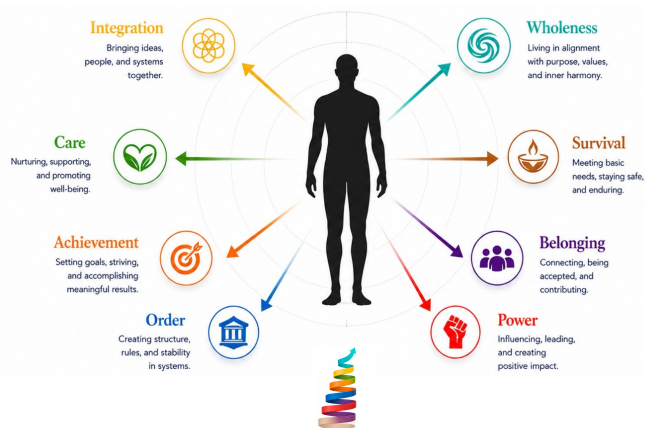 Integration
Bringing ideas,
people, and systems
together.
Wholeness
Living in alignment
with purpose, values,
and inner harmony.
Care
Nurturing, supporting,
and promoting
well-being.
Survival
Meeting basic
needs, staying safe,
and enduring.
Achievement
Setting goals, striving,
and accomplishing
meaningful results.
Belonging
Connecting, being
accepted, and
contributing.
Order
Creating structure,
rules, and stability
in systems.
Power
Influencing, leading,
and creating
positive impact.